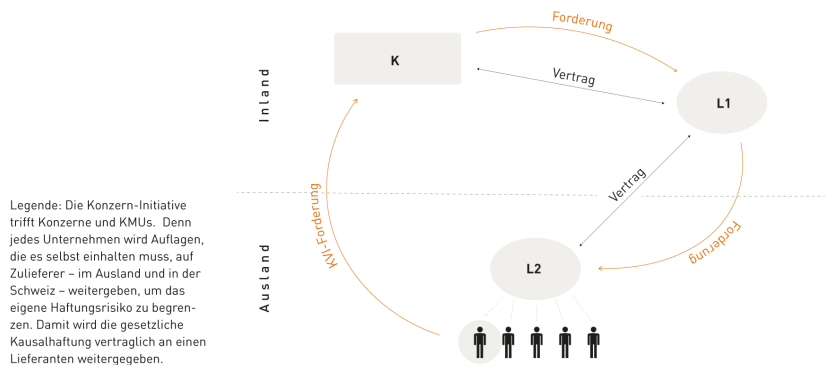 Forderung
K
Vertrag
L1
Inland
Vertrag
KVI-Forderung
Forderung
L2
Ausland
Legende: Die Konzern-Initiative
trifft Konzerne und KMUs.  Denn
jedes Unternehmen wird Auflagen,
die es selbst einhalten muss, auf
Zulieferer – im Ausland und in der
Schweiz – weitergeben, um das
eigene Haftungsrisiko zu begren-
zen. Damit wird die gesetzliche
Kausalhaftung vertraglich an einen
Lieferanten weitergegeben.